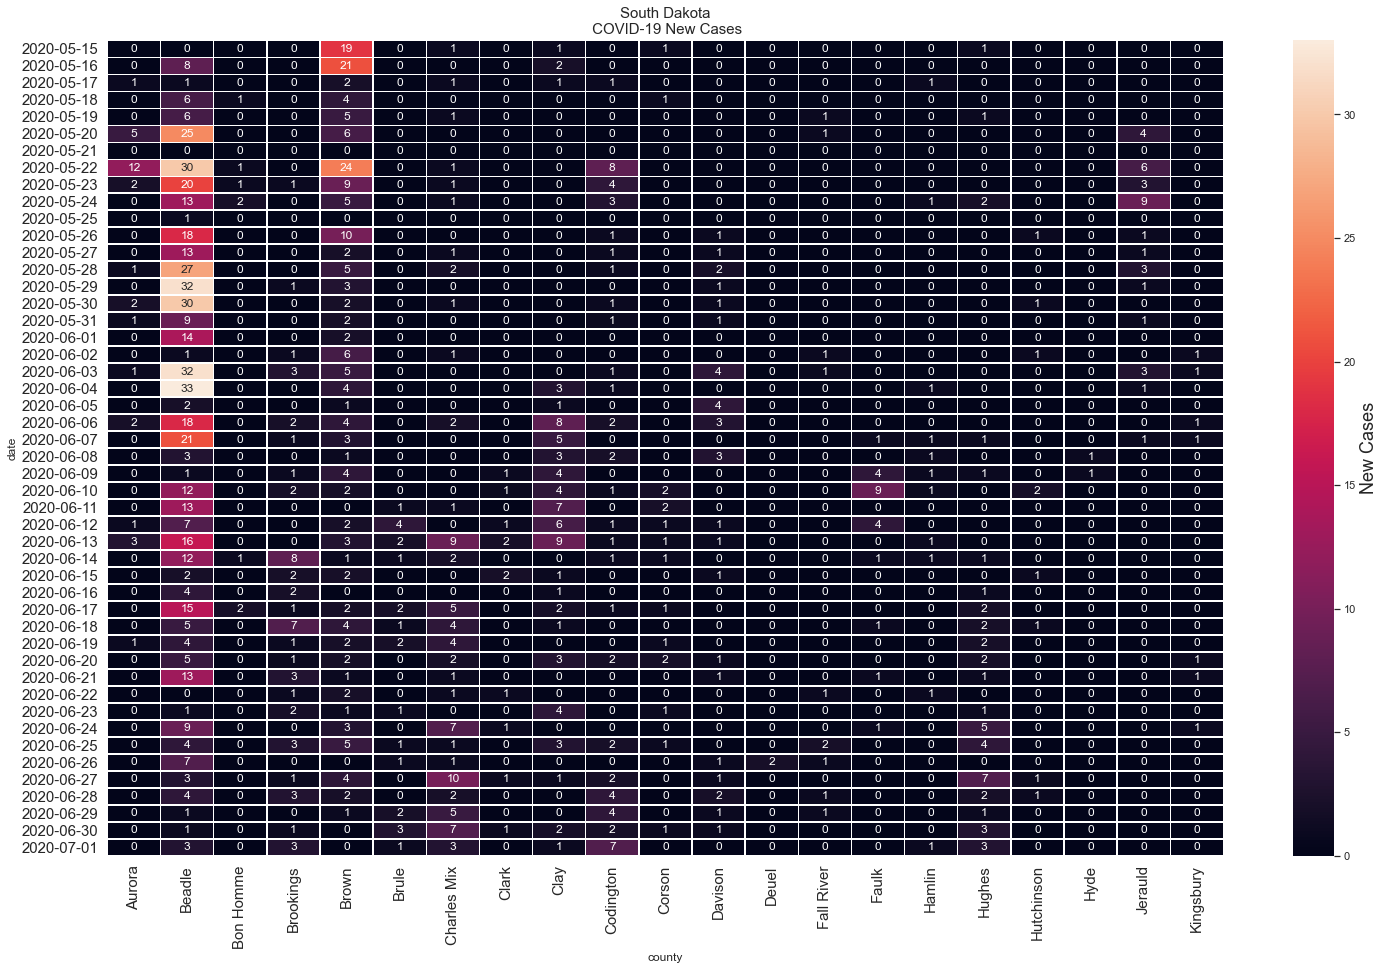 South Dakota
COVID-19 New Cases
2020-05-15 0 0 0 0 19 0 1 0 1 0 1 0 0 0 0 0 1 0 0 0 0
2020-05-16 0 8 0 0 21 0 0 0 2 0 0 0 0 0 0 0 0 0 0 0 0
2020-05-17 1 1 0 0 2 0 1 0 1 1 0 0 0 0 0 1 0 0 0 0 0
2020-05-18 0 6 1 0 4 0 0 0 0 0 1 0 0 0 0 0 0 0 0 0 0
2020-05-19 0 6 0 0 5 0 1 0 0 0 0 0 0 1 0 0 1 0 0 0 0
2020-05-20 5 25 0 0 6 0 0 0 0 0 0 0 0 1 0 0 0 0 0 4 0
2020-05-21 0 0 0 0 0 0 0 0 0 0 0 0 0 0 0 0 0 0 0 0 0
2020-05-22 12 30 1 0 24 0 1 0 0 8 0 0 0 0 0 0 0 0 0 6 0
2020-05-23 2 20 1 1 9 0 1 0 0 4 0 0 0 0 0 0 0 0 0 3 0
2020-05-24 0 13 2 0 5 0 1 0 0 3 0 0 0 0 0 1 2 0 0 9 0
2020-05-25 0 1 0 0 0 0 0 0 0 0 0 0 0 0 0 0 0 0 0 0 0
2020-05-26 0 18 0 0 10 0 0 0 0 1 0 1 0 0 0 0 0 1 0 1 0
2020-05-27 0 13 0 0 2 0 1 0 0 1 0 1 0 0 0 0 0 0 0 1 0
2020-05-28 1 27 0 0 5 0 2 0 0 1 0 2 0 0 0 0 0 0 0 3 0
2020-05-29 0 32 0 1 3 0 0 0 0 0 0 1 0 0 0 0 0 0 0 1 0
2020-05-30 2 30 0 0 2 0 1 0 0 1 0 1 0 0 0 0 0 1 0 0 0
2020-05-31 1 9 0 0 2 0 0 0 0 1 0 1 0 0 0 0 0 0 0 1 0
2020-06-01 0 14 0 0 2 0 0 0 0 0 0 0 0 0 0 0 0 0 0 0 0
2020-06-02 0 1 0 1 6 0 1 0 0 0 0 0 0 1 0 0 0 1 0 0 1
2020-06-03 1 32 0 3 5 0 0 0 0 1 0 4 0 1 0 0 0 0 0 3 1
2020-06-04 0 33 0 0 4 0 0 0 3 1 0 0 0 0 0 1 0 0 0 1 0
2020-06-05 0 2 0 0 1 0 0 0 1 0 0 4 0 0 0 0 0 0 0 0 0
2020-06-06 2 18 0 2 4 0 2 0 8 2 0 3 0 0 0 0 0 0 0 0 1
2020-06-07 0 21 0 1 3 0 0 0 5 0 0 0 0 0 1 1 1 0 0 1 1
2020-06-08 0 3 0 0 1 0 0 0 3 2 0 3 0 0 0 1 0 0 1 0 0
2020-06-09 0 1 0 1 4 0 0 1 4 0 0 0 0 0 4 1 1 0 1 0 0
2020-06-10 0 12 0 2 2 0 0 1 4 1 2 0 0 0 9 1 0 2 0 0 0
2020-06-11 0 13 0 0 0 1 1 0 7 0 2 0 0 0 0 0 0 0 0 0 0
2020-06-12 1 7 0 0 2 4 0 1 6 1 1 1 0 0 4 0 0 0 0 0 0
2020-06-13 3 16 0 0 3 2 9 2 9 1 1 1 0 0 0 1 0 0 0 0 0
2020-06-14 0 12 1 8 1 1 2 0 0 1 1 0 0 0 1 1 1 0 0 0 0
2020-06-15 0 2 0 2 2 0 0 2 1 0 0 1 0 0 0 0 0 1 0 0 0
2020-06-16 0 4 0 2 0 0 0 0 1 0 0 0 0 0 0 0 1 0 0 0 0
2020-06-17 0 15 2 1 2 2 5 0 2 1 1 0 0 0 0 0 2 0 0 0 0
2020-06-18 0 5 0 7 4 1 4 0 1 0 0 0 0 0 1 0 2 1 0 0 0
2020-06-19 1 4 0 1 2 2 4 0 0 0 1 0 0 0 0 0 2 0 0 0 0
2020-06-20 0 5 0 1 2 0 2 0 3 2 2 1 0 0 0 0 2 0 0 0 1
2020-06-21 0 13 0 3 1 0 1 0 0 0 0 1 0 0 1 0 1 0 0 0 1
2020-06-22 0 0 0 1 2 0 1 1 0 0 0 0 0 1 0 1 0 0 0 0 0
2020-06-23 0 1 0 2 1 1 0 0 4 0 1 0 0 0 0 0 1 0 0 0 0
2020-06-24 0 9 0 0 3 0 7 1 0 0 0 0 0 0 1 0 5 0 0 0 1
2020-06-25 0 4 0 3 5 1 1 0 3 2 1 0 0 2 0 0 4 0 0 0 0
2020-06-26 0 7 0 0 0 1 1 0 0 0 0 1 2 1 0 0 0 0 0 0 0
2020-06-27 0 3 0 1 4 0 10 1 1 2 0 1 0 0 0 0 7 1 0 0 0
2020-06-28 0 4 0 3 2 0 2 0 0 4 0 2 0 1 0 0 2 1 0 0 0
2020-06-29 0 1 0 0 1 2 5 0 0 4 0 1 0 1 0 0 1 0 0 0 0
2020-06-30 0 1 0 1 0 3 7 1 2 2 1 1 0 0 0 0 3 0 0 0 0
2020-07-01 0 3 0 3 0 1 3 0 1 7 0 0 0 0 0 1 3 0 0 0 0
date
Aurora Beadle Bon Homme Brookings Brown Brule Charles Mix Clark Clay Codington Corson Davison Deuel Fall River Faulk Hamlin Hughes Hutchinson Hyde Jerauld Kingsbury
county
30
25
20
15
10
5
0
New Cases